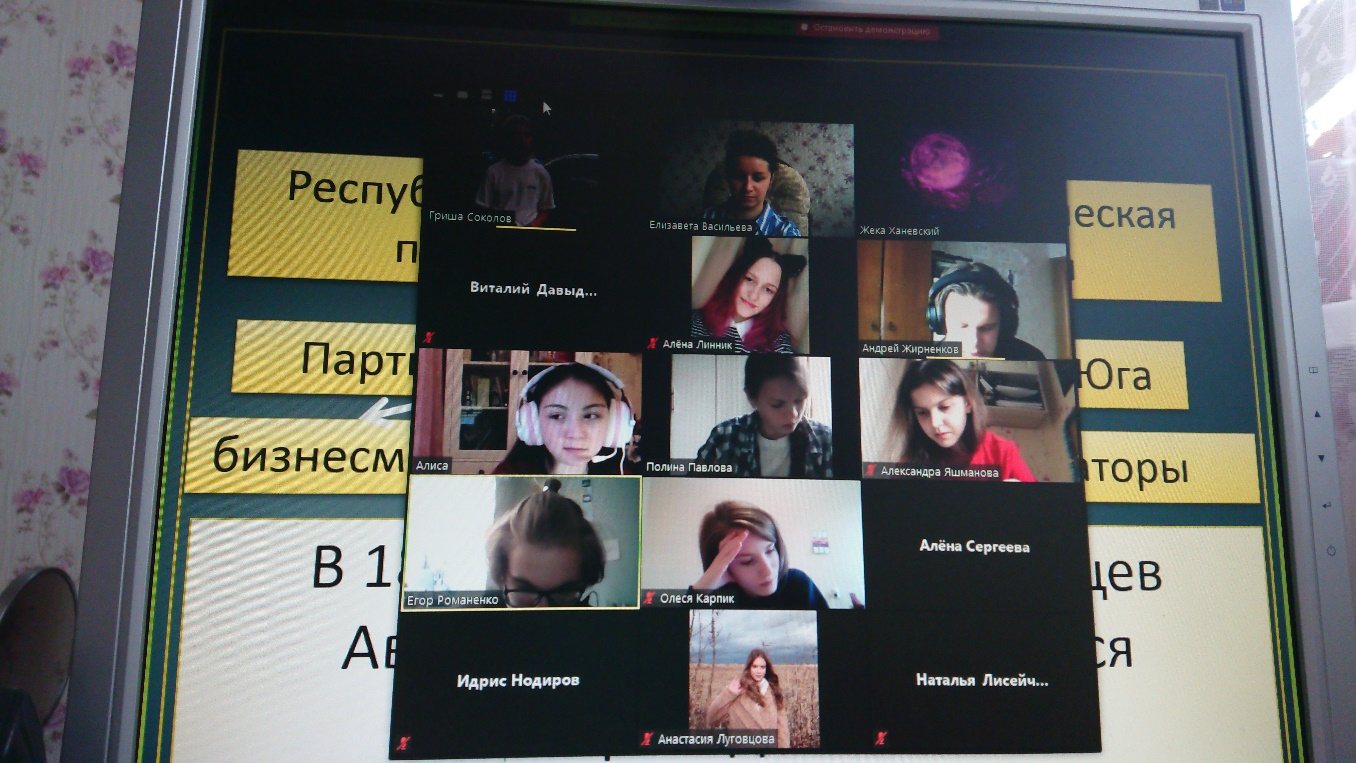 Остановить демонстрацию
Респуб
еская
п
Гриша Соколов
Елизавета Васильева
Жека Ханевский
Виталий Давыд...
Алёна Линник
Андрей Жирненков
Парти
Юга
Алиса
Полина Павлова
Александра Яшманова
бизнесм
аторы
Егор Романенко
Олеся Карпик
Алёна Сергеева
В 18
цев
Ав
ся
Идрис Нодиров
Анастасия Луговцова
Наталья Лисейч...